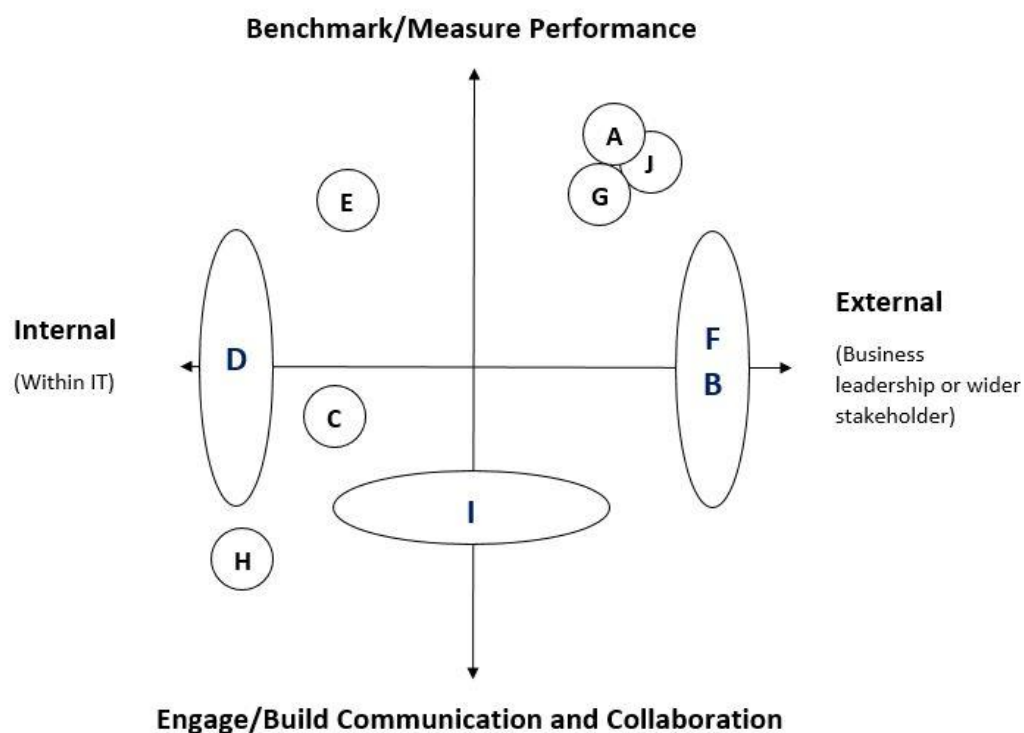 Benchmark/Measure Performance
A
J
E
G
Internal
(Within IT)
D
F
B
External
(Business
leadership or wider
stakeholder)
C
I
H
Engage/Build Communication and Collaboration